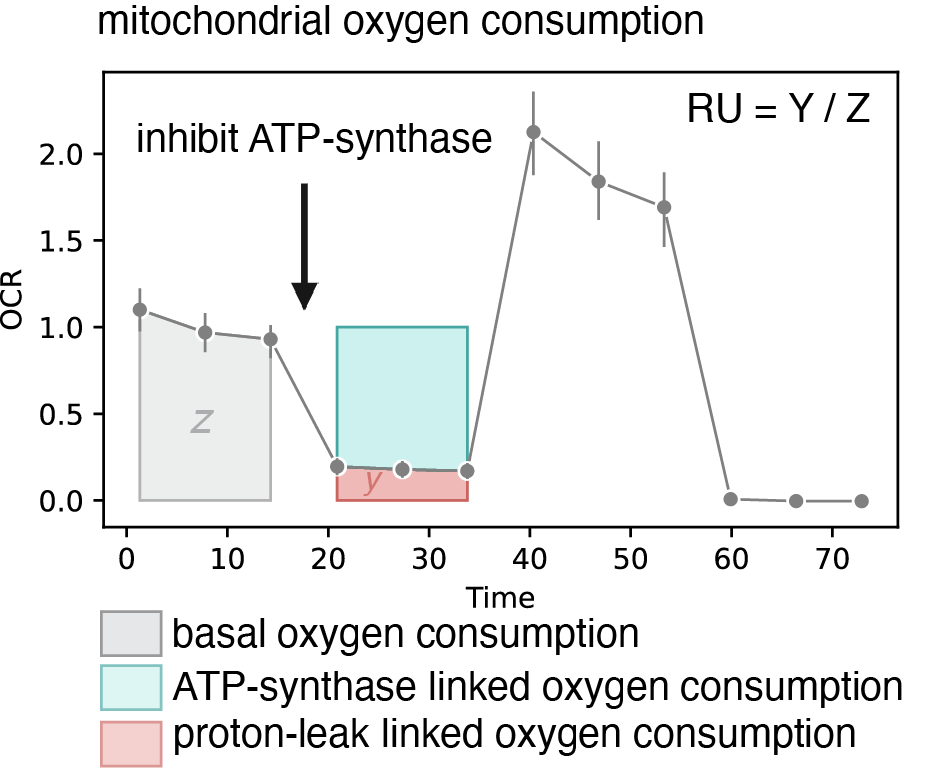 mitochondrial oxygen consumption
RU = Y / Z
inhibit ATP-synthase
2.0
1.5
1.0
0.5
0.0
OCR
z
y
0 10 20 30 40 50 60 70
Time
basal oxygen consumption
ATP-synthase linked oxygen consumption
proton-leak linked oxygen consumption